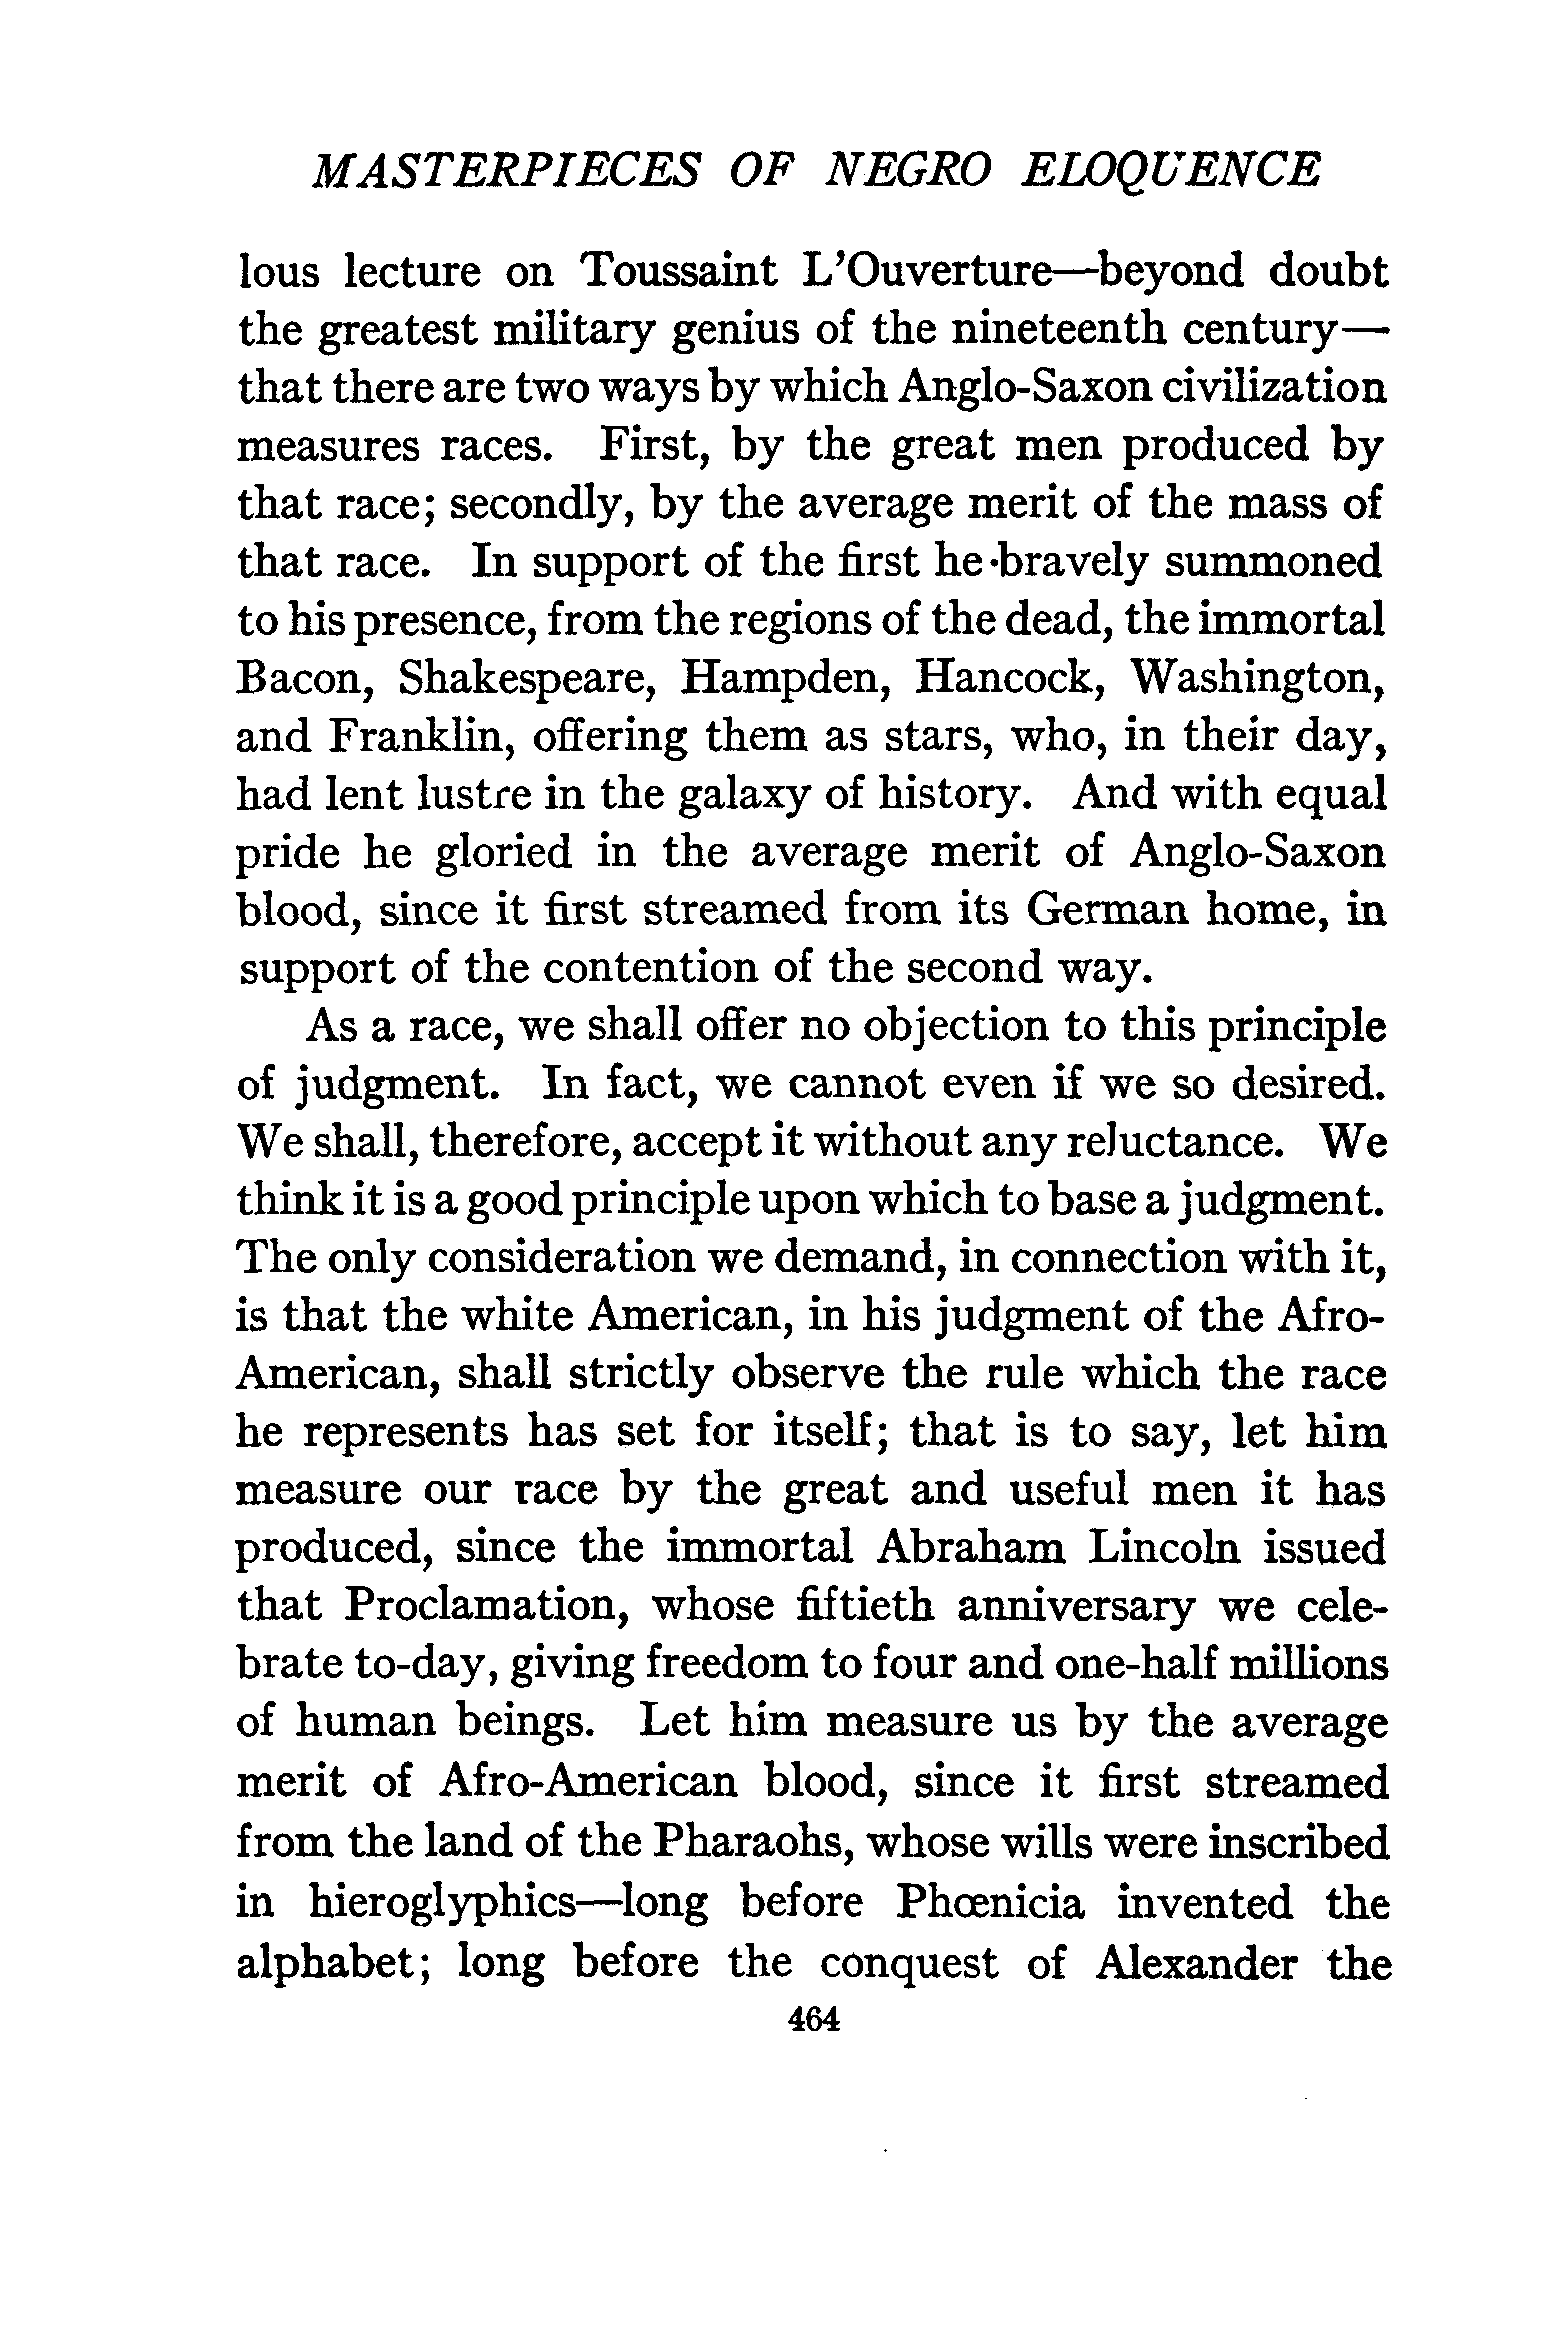 MASTERPIECES OF NEGRO ELOQUENCE
lous lecture on Toussaint L'Ouverture—beyond doubt
the greatest military genius of the nineteenth century—
that there are two ways by which Anglo-Saxon civilization
measures races. First, by the great men produced by
that race; secondly, by the average merit of the mass of
that race. In support of the first he bravely summoned
to his presence, from the regions of the dead, the immortal
Bacon, Shakespeare, Hampden, Hancock, Washington,
and Franklin, offering them as stars, who, in their day,
had lent lustre in the galaxy of history. And with equal
pride he gloried in the average merit of Anglo-Saxon
blood, since it first streamed from its German home, in
support of the contention of the second way.
As a race, we shall offer no objection to this principle
of judgment. In fact, we cannot even if we so desired.
We shall, therefore, accept it without any reluctance. We
think it is a good principle upon which to base a judgment.
The only consideration we demand, in connection with it,
is that the white American, in his judgment of the Afro-
American, shall strictly observe the rule which the race
he represents has set for itself; that is to say, let him
measure our race by the great and useful men it has
produced, since the immortal Abraham Lincoln issued
that Proclamation, whose fiftieth anniversary we cele-
brate to-day, giving freedom to four and one-half millions
of human beings. Let him measure us by the average
merit of Afro-American blood, since it first streamed
from the land of the Pharaohs, whose wills were inscribed
in hieroglyphics—long before Phœnicia invented the
alphabet; long before the conquest of Alexander the
464